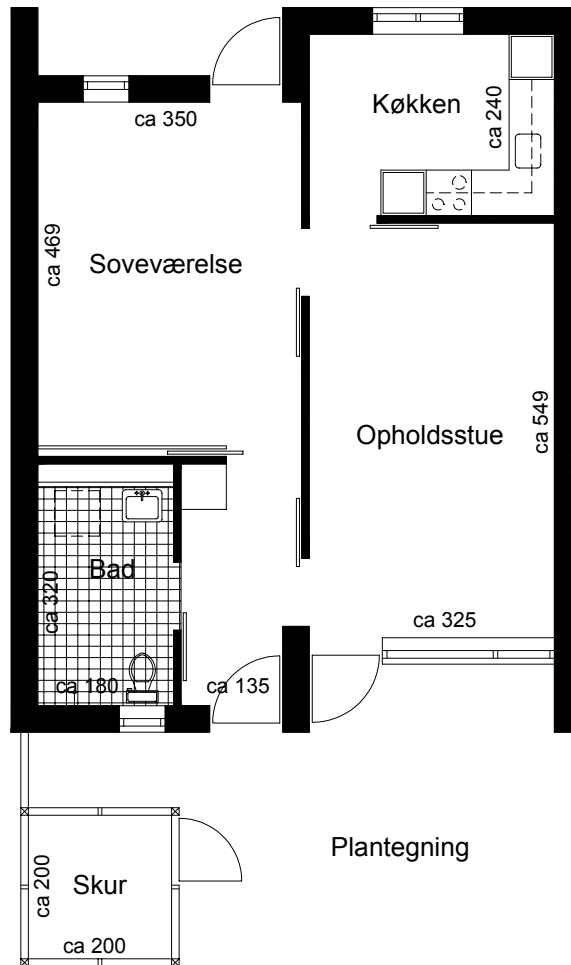 Køkken
ca 240
ca 350
ca 469
Soveværelse
Opholdsstue
ca 549
Bad
ca 320
ca 325
ca 180
ca 135
Plantegning
Skur
ca 200
ca 200